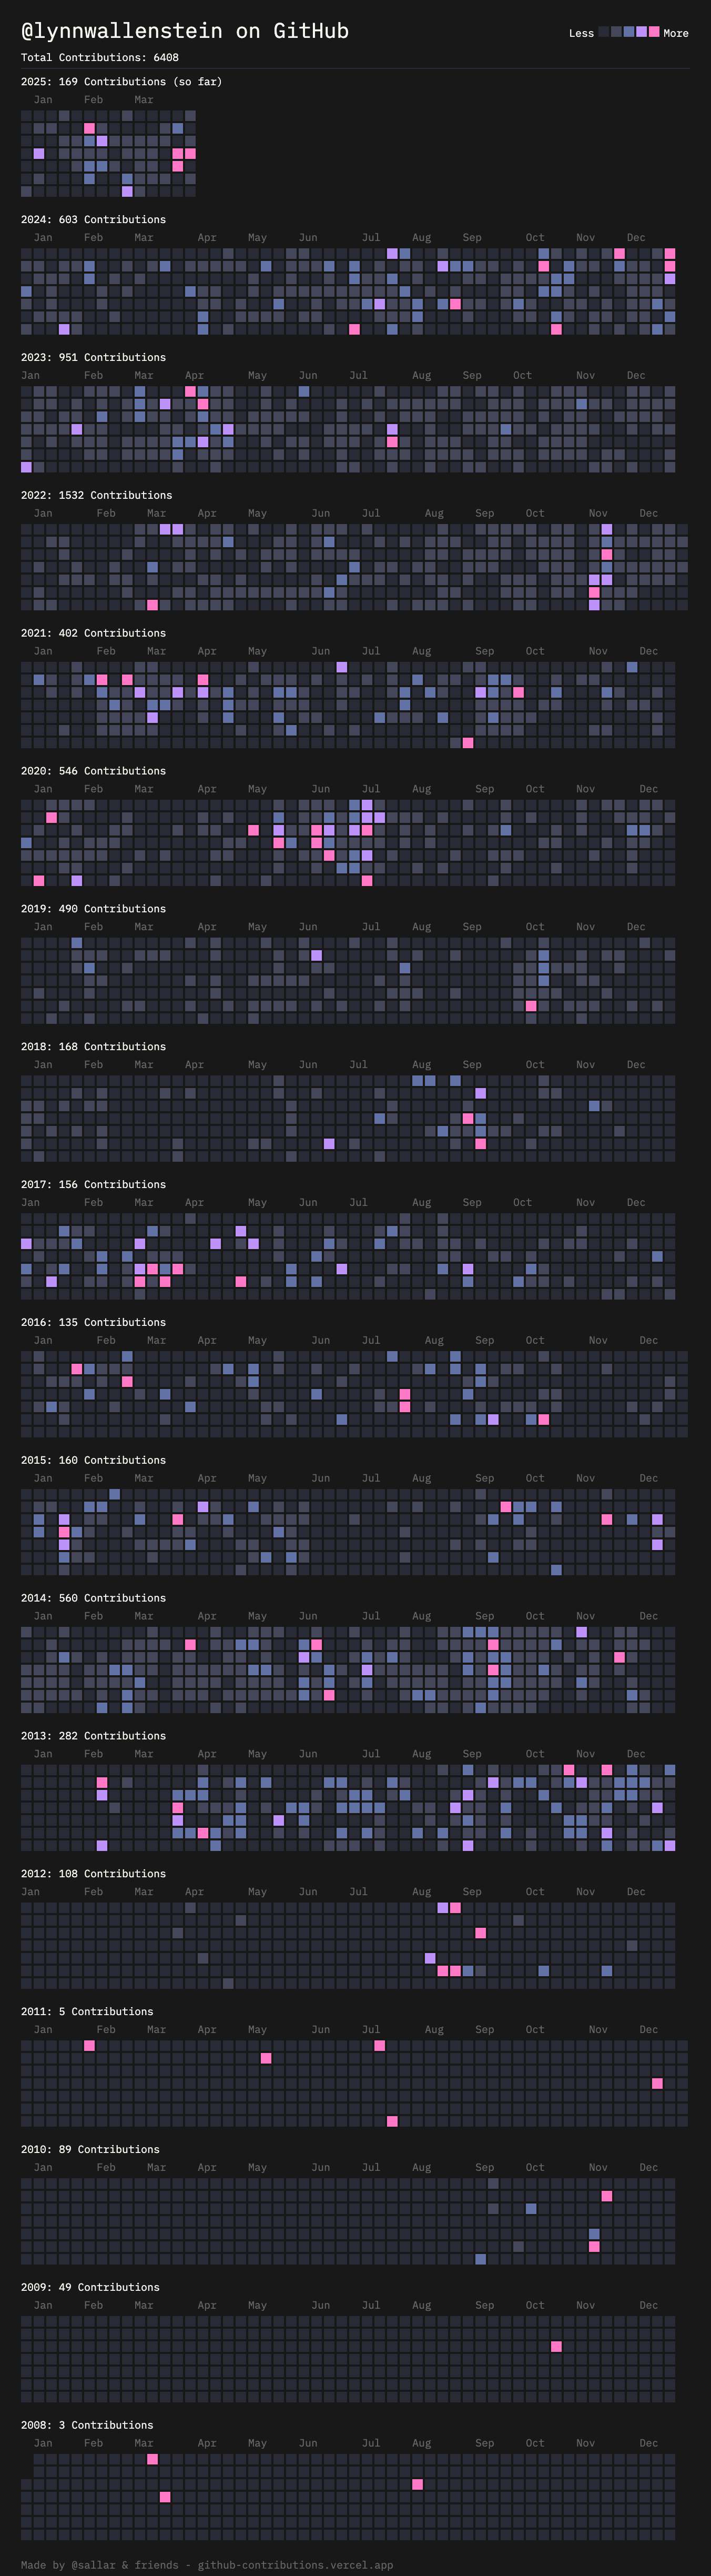 @lynnwallenstein on GitHub
Less More
Total Contributions: 6408
2025: 169 Contributions (so far)
Jan Feb Mar
2024: 603 Contributions
Jan Feb Mar Apr May Jun Jul Aug Sep Oct Nov Dec
2023: 951 Contributions
Jan Feb Mar Apr May Jun Jul Aug Sep Oct Nov Dec
2022: 1532 Contributions
Jan Feb Mar Apr May Jun Jul Aug Sep Oct Nov Dec
2021: 402 Contributions
Jan Feb Mar Apr May Jun Jul Aug Sep Oct Nov Dec
2020: 546 Contributions
Jan Feb Mar Apr May Jun Jul Aug Sep Oct Nov Dec
2019: 490 Contributions
Jan Feb Mar Apr May Jun Jul Aug Sep Oct Nov Dec
2018: 168 Contributions
Jan Feb Mar Apr May Jun Jul Aug Sep Oct Nov Dec
2017: 156 Contributions
Jan Feb Mar Apr May Jun Jul Aug Sep Oct Nov Dec
2016: 135 Contributions
Jan Feb Mar Apr May Jun Jul Aug Sep Oct Nov Dec
2015: 160 Contributions
Jan Feb Mar Apr May Jun Jul Aug Sep Oct Nov Dec
2014: 560 Contributions
Jan Feb Mar Apr May Jun Jul Aug Sep Oct Nov Dec
2013: 282 Contributions
Jan Feb Mar Apr May Jun Jul Aug Sep Oct Nov Dec
2012: 108 Contributions
Jan Feb Mar Apr May Jun Jul Aug Sep Oct Nov Dec
2011: 5 Contributions
Jan Feb Mar Apr May Jun Jul Aug Sep Oct Nov Dec
2010: 89 Contributions
Jan Feb Mar Apr May Jun Jul Aug Sep Oct Nov Dec
2009: 49 Contributions
Jan Feb Mar Apr May Jun Jul Aug Sep Oct Nov Dec
2008: 3 Contributions
Jan Feb Mar Apr May Jun Jul Aug Sep Oct Nov Dec
Made by @sallar & friends - github-contributions.vercel.app